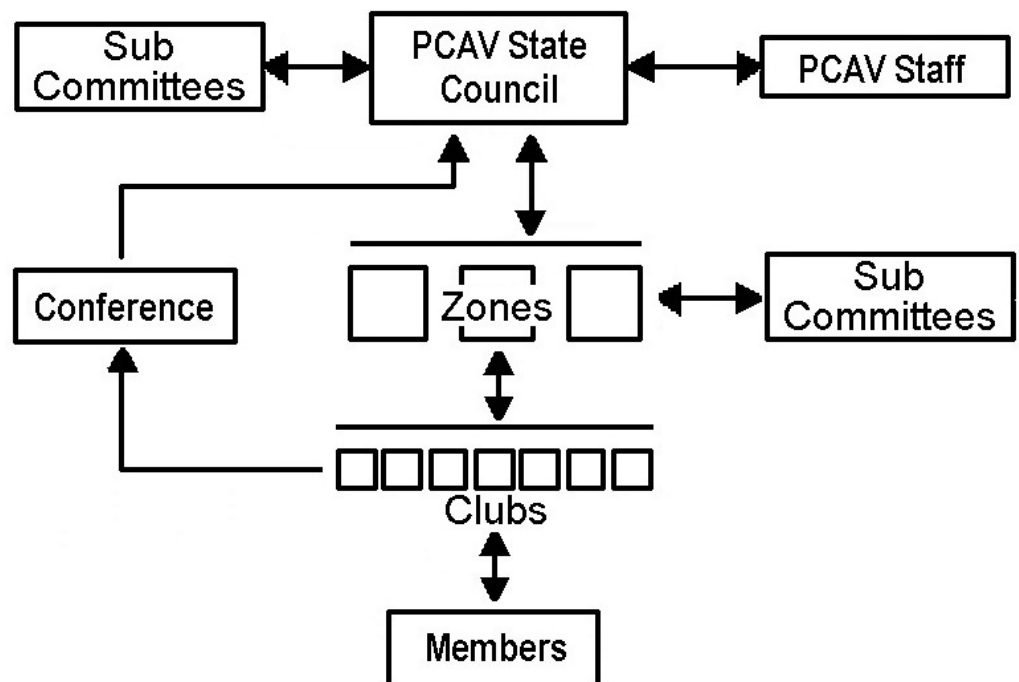 Sub
Committees
PCAV State
Council
PCAV Staff
Conference
Zones
Sub
Committees
Clubs
Members